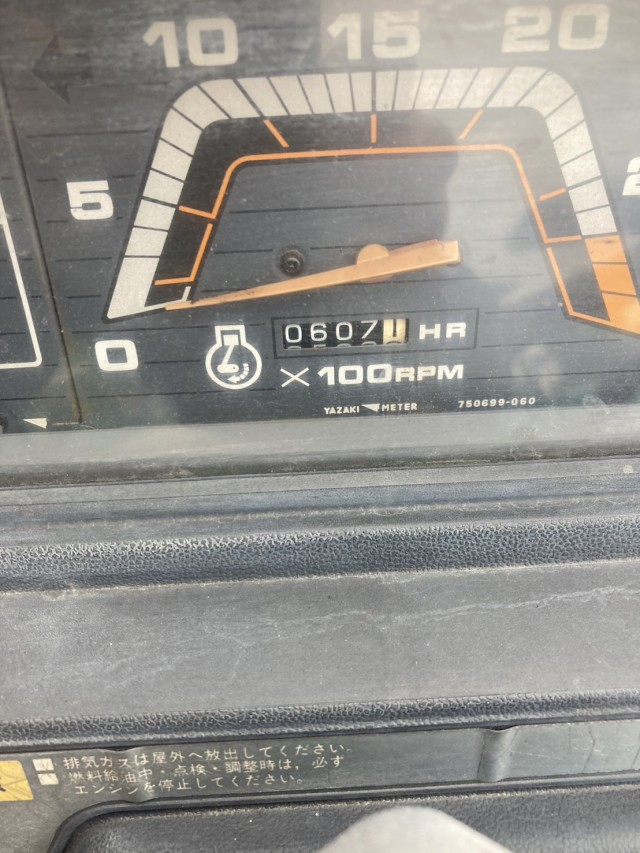 10 15 20
5
0607 HR
0
× 100RPM
YAZAKI METER 750699-060
排気ガスは屋外へ放出してください。
燃料給油中・点検・調整時は，必ず
エンジンを停止してください。